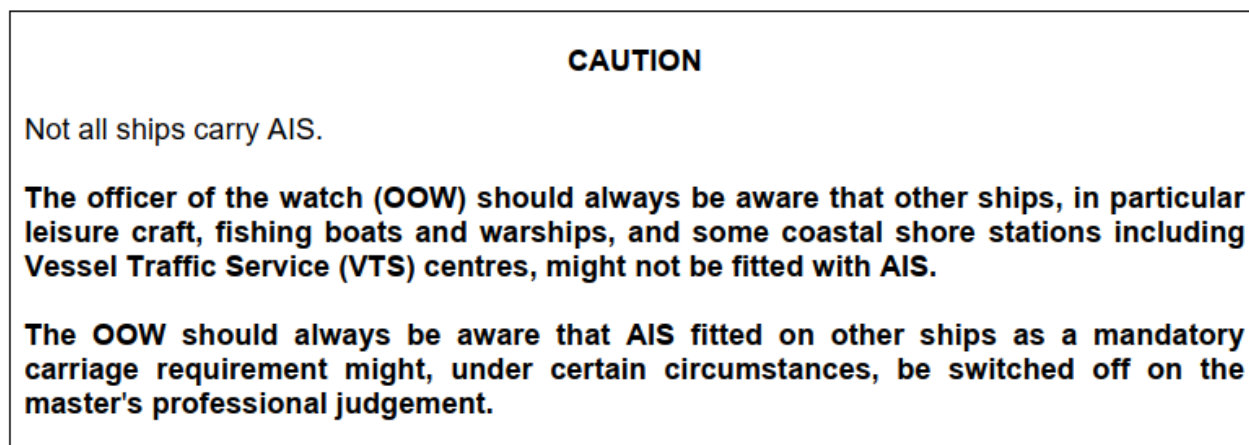 CAUTION
Not all ships carry AIS.
The officer of the watch (OOW) should always be aware that other ships, in particular
leisure craft, fishing boats and warships, and some coastal shore stations including
Vessel Traffic Service (VTS) centres, might not be fitted with AIS.
The OOW should always be aware that AIS fitted on other ships as a mandatory
carriage requirement might, under certain circumstances, be switched off on the
master's professional judgement.